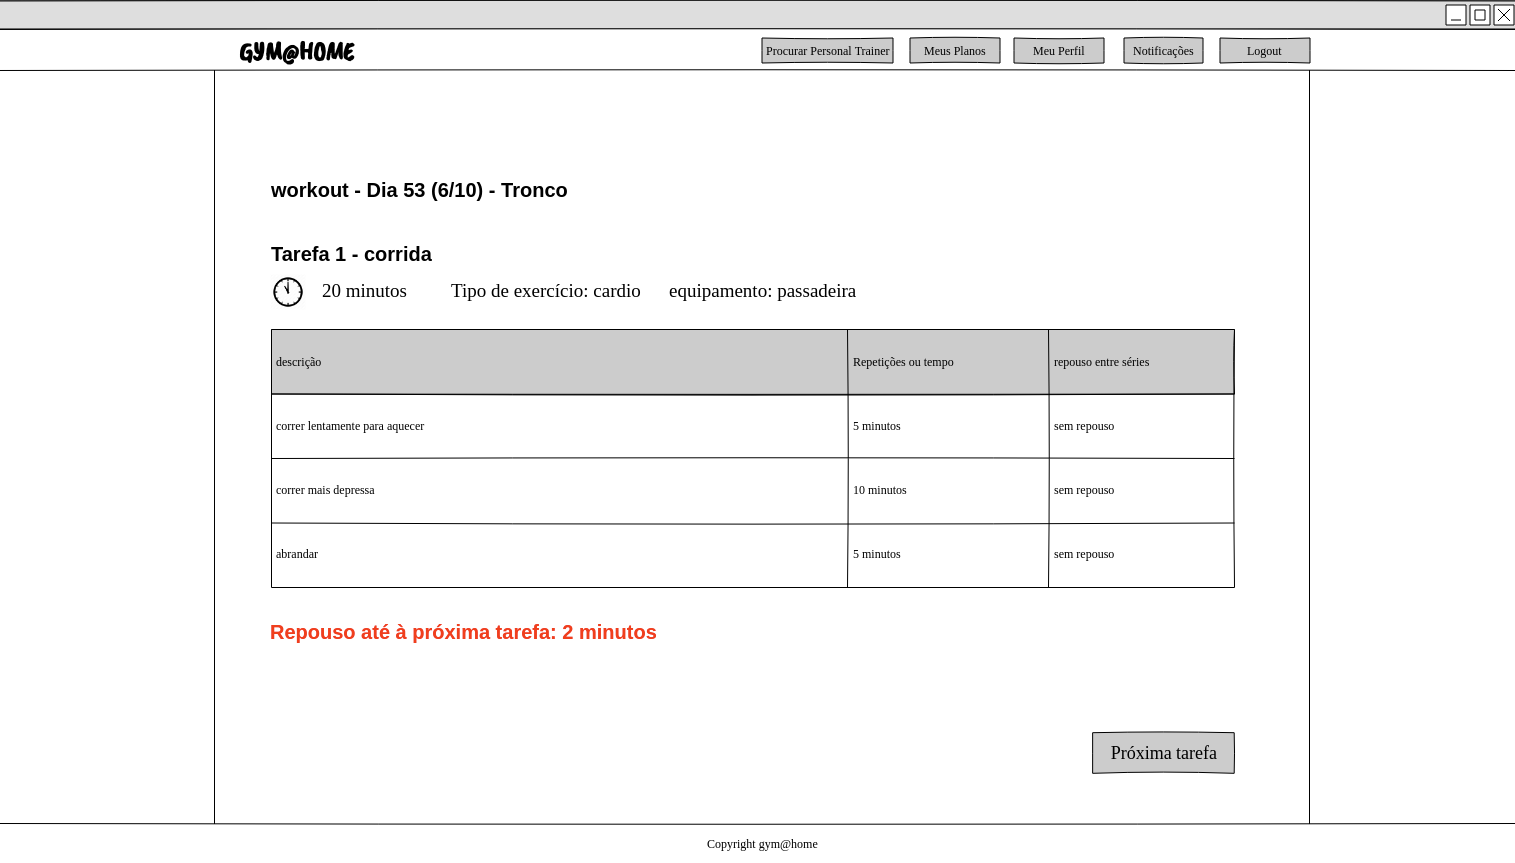 GYM@HOME Procurar Personal Trainer Meus Planos Meu Perfil Notificações Logout
workout - Dia 53 (6/10) - Tronco
Tarefa 1 - corrida
20 minutos Tipo de exercício: cardio equipamento: passadeira
descrição Repetições ou tempo repouso entre séries
correr lentamente para aquecer 5 minutos sem repouso
correr mais depressa 10 minutos sem repouso
abrandar 5 minutos sem repouso
Repouso até à próxima tarefa: 2 minutos
Próxima tarefa
Copyright gym@home